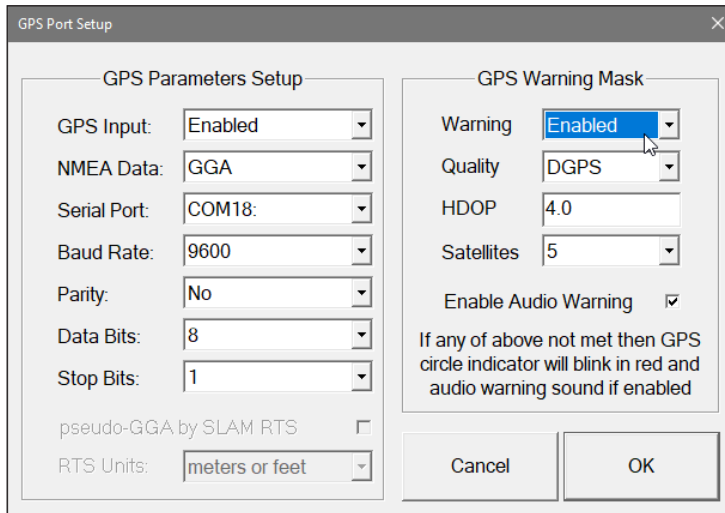 GPS Port Setup
GPS Parameters Setup
GPS Input: Enabled
NMEA Data: GGA
Serial Port: COM18:
Baud Rate: 9600
Parity: No
Data Bits: 8
Stop Bits: 1
pseudo-GGA by SLAM RTS
RTS Units: meters or feet
GPS Warning Mask
Warning Enabled
Quality DGPS
HDOP 4.0
Satellites 5
Enable Audio Warning
If any of above not met then GPS
circle indicator will blink in red and
audio warning sound if enabled
Cancel OK